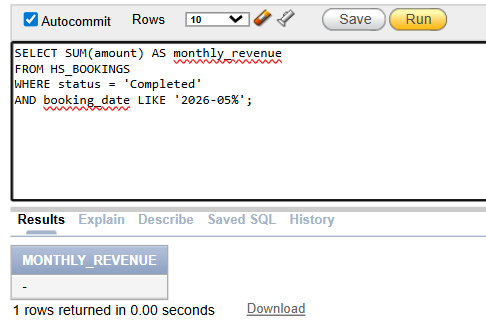 Autocommit Rows 10 Save Run
SELECT SUM(amount) AS monthly_revenue
FROM HS_BOOKINGS
WHERE status = 'Completed'
AND booking_date LIKE '2026-05%';
Results Explain Describe Saved SQL History
MONTHLY_REVENUE
-
1 rows returned in 0.00 seconds Download